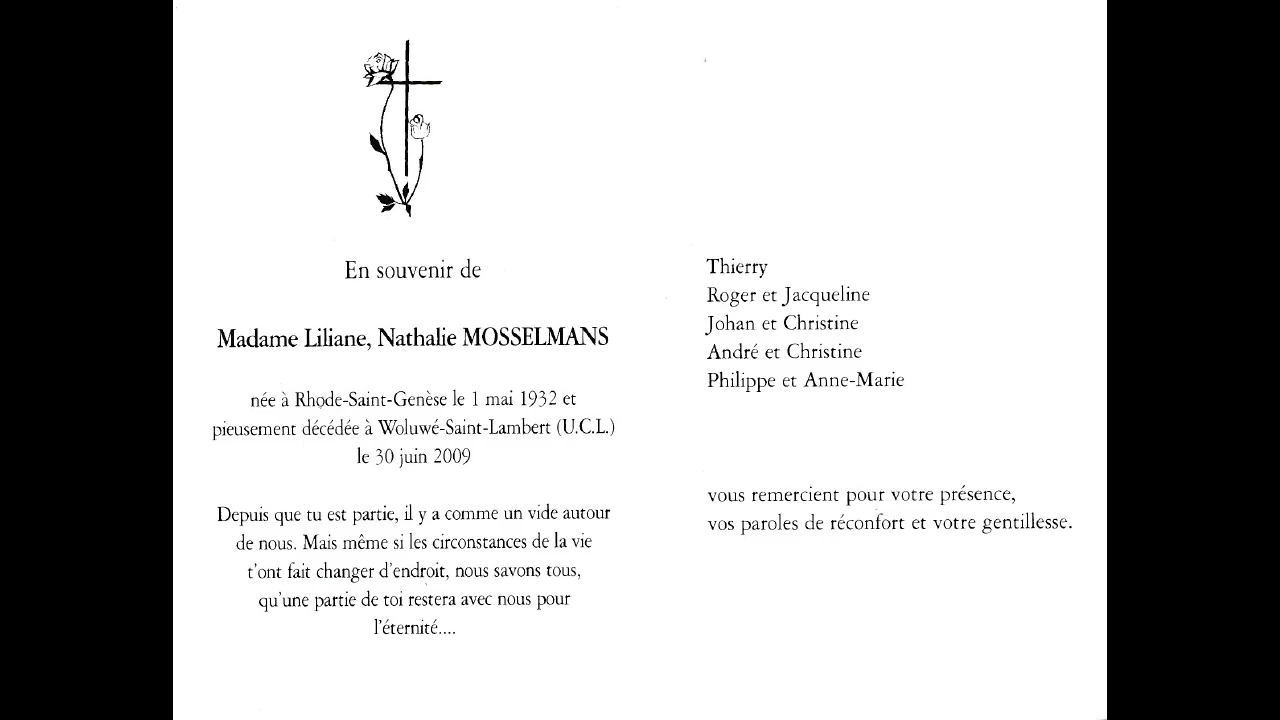 En souvenir de
Madame Liliane, Nathalie MOSSELMANS
née à Rhode-Saint-Genèse le 1 mai 1932 et
pieusement décédée à Woluwé-Saint-Lambert (U.C.L.)
le 30 juin 2009
Depuis que tu est partie, il y a comme un vide autour
de nous. Mais même si les circonstances de la vie
t'ont fait changer d'endroit, nous savons tous,
qu'une partie de toi restera avec nous pour
l'éternité....
Thierry
Roger et Jacqueline
Johan et Christine
André et Christine
Philippe et Anne-Marie
vous remercient pour votre présence,
vos paroles de réconfort et votre gentillesse.